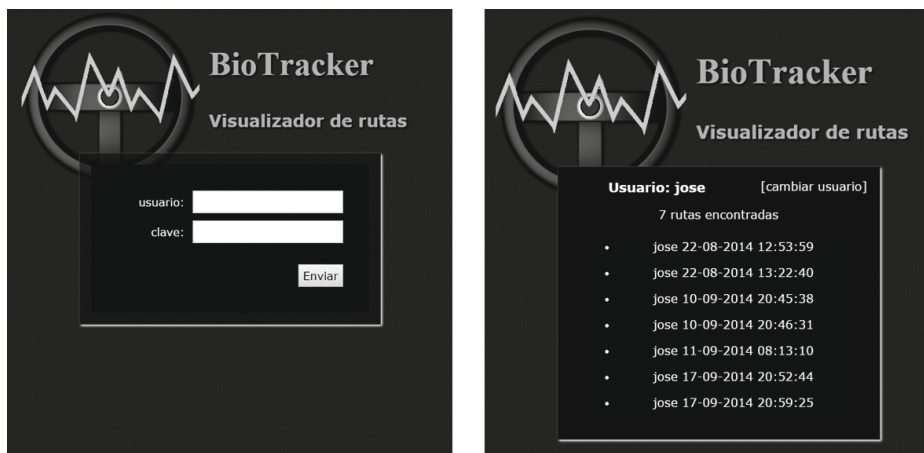 BioTracker
Visualizador de rutas
usuario:
clave:
Enviar
BioTracker
Visualizador de rutas
Usuario: jose [cambiar usuario]
7 rutas encontradas
• jose 22-08-2014 12:53:59
• jose 22-08-2014 13:22:40
• jose 10-09-2014 20:45:38
• jose 10-09-2014 20:46:31
• jose 11-09-2014 08:13:10
• jose 17-09-2014 20:52:44
• jose 17-09-2014 20:59:25